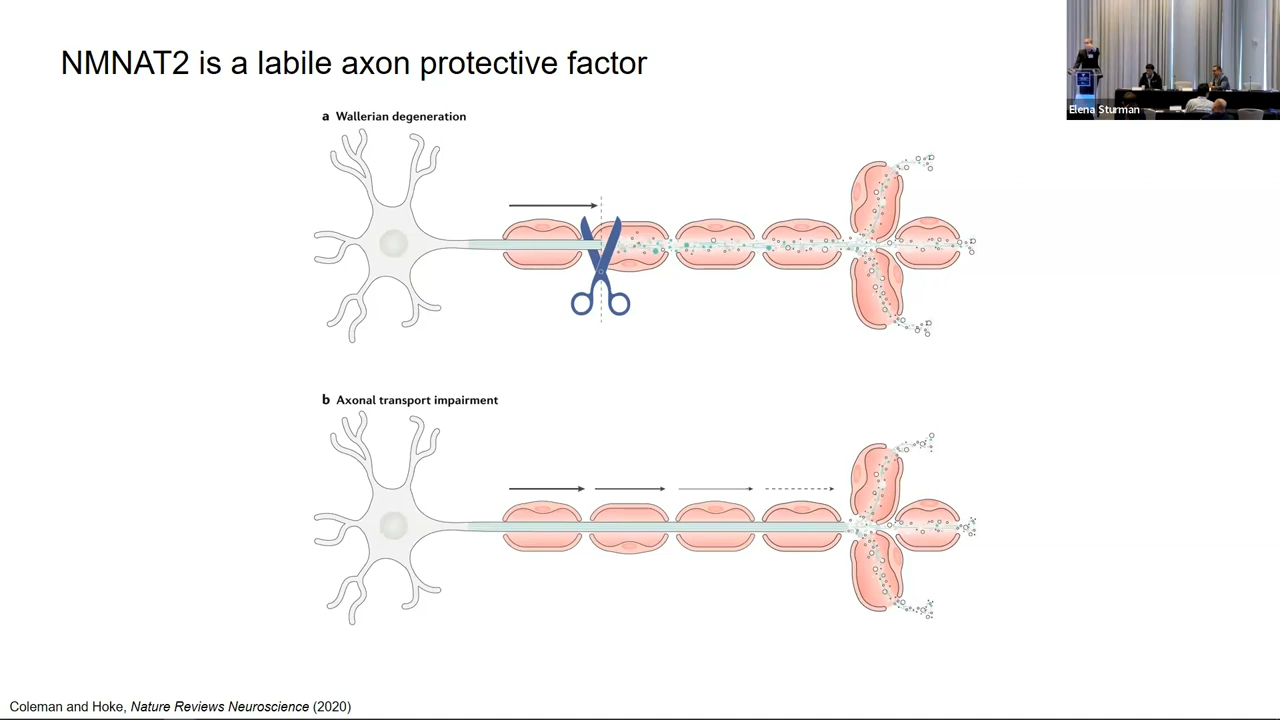 NMNAT2 is a labile axon protective factor
Elena Sturman
a Wallerian degeneration
b Axonal transport impairment
Coleman and Hoke, Nature Reviews Neuroscience (2020)